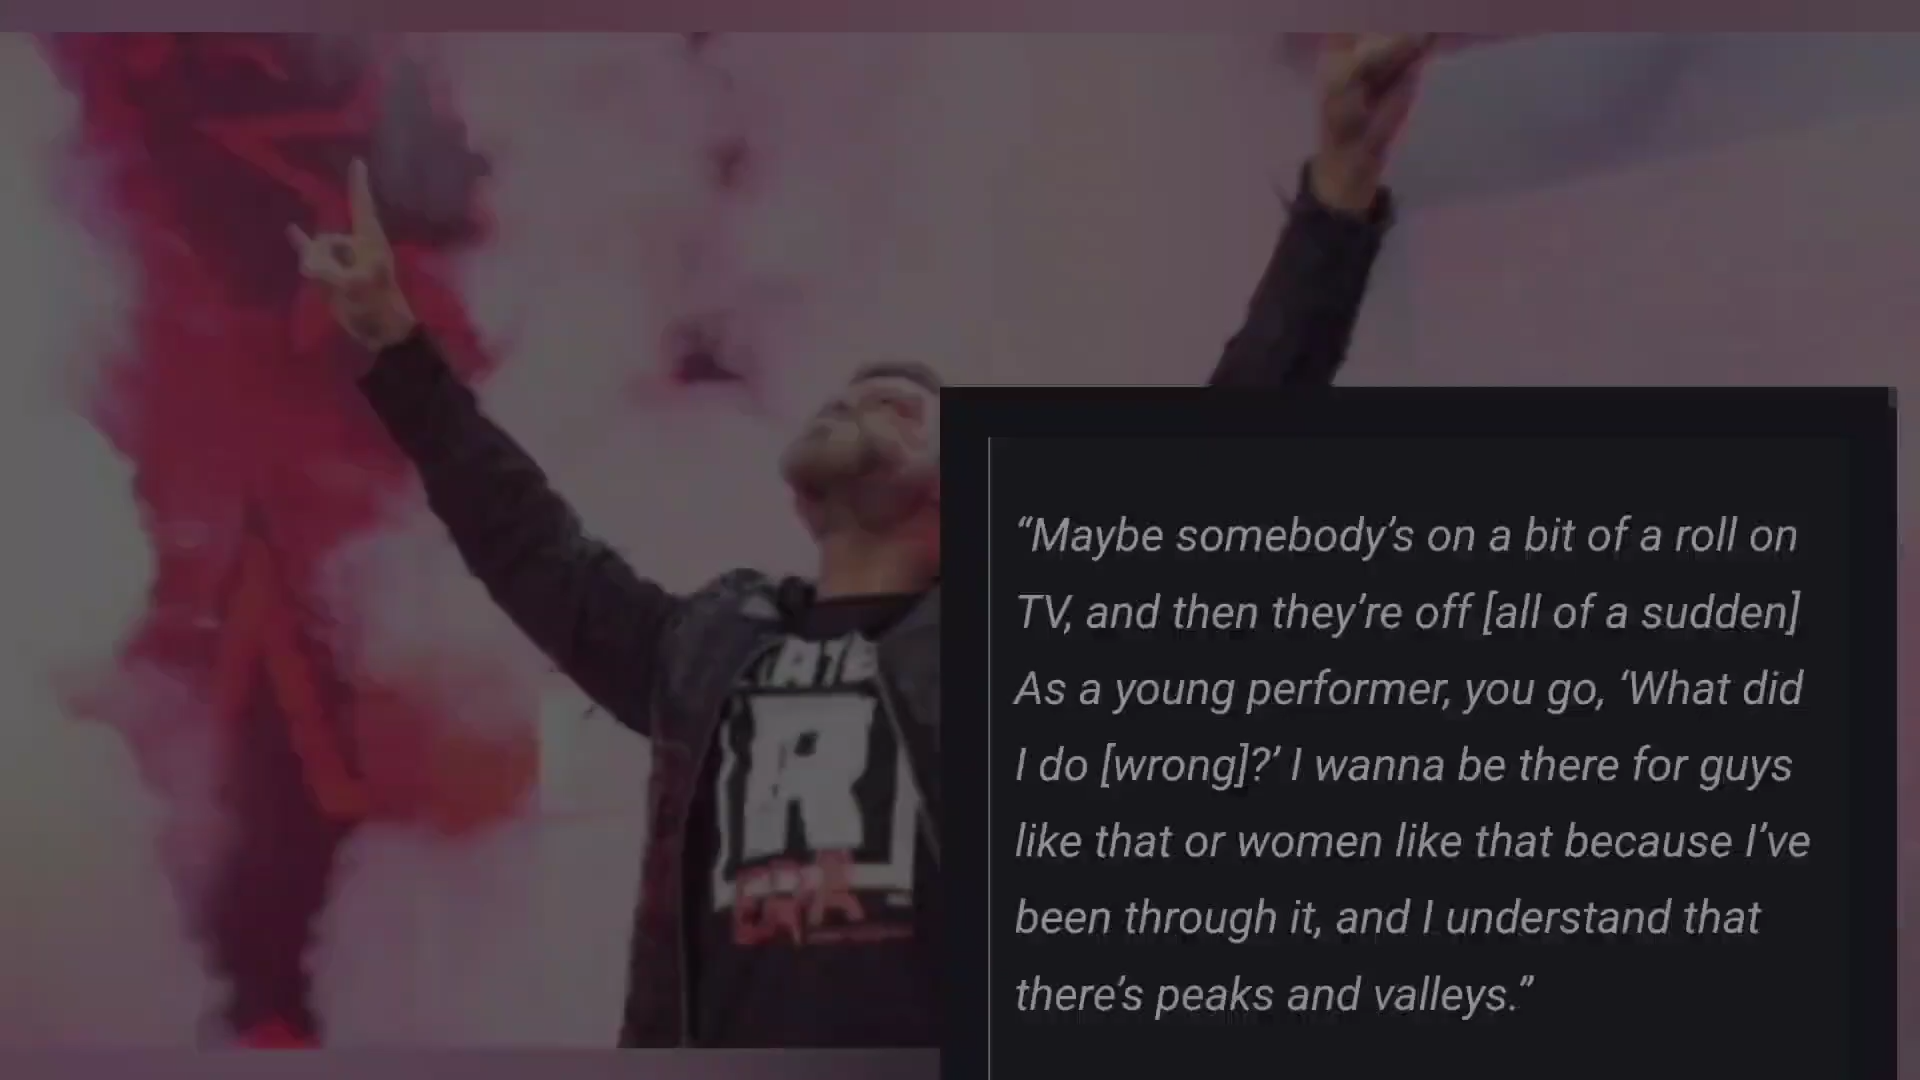 “Maybe somebody’s on a bit of a roll on
TV, and then they’re off [all of a sudden]
As a young performer, you go, ‘What did
I do [wrong]?’ I wanna be there for guys
like that or women like that because I’ve
been through it, and I understand that
there’s peaks and valleys.”